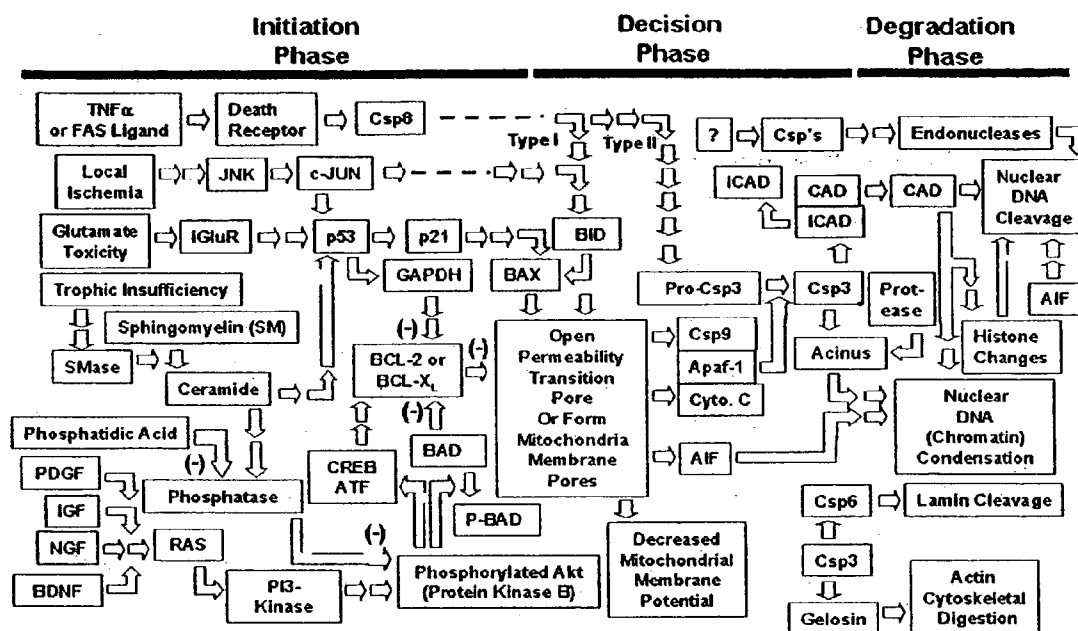 Initiation
Phase
Decision
Phase
Degradation
Phase
TNFα
or FAS Ligand
Death
Receptor
Csp8
Type I
Type II
?
Csp's
Endonucleases
Local
Ischemia
JNK
c-JUN
ICAD
CAD
ICAD
CAD
Nuclear
DNA
Cleavage
Glutamate
Toxicity
iGluR
p53
p21
BID
GAPDH
BAX
Pro-Csp3
Csp3
Prot-
ease
AIF
Trophic Insufficiency
Sphingomyelin (SM)
SMase
Ceramide
(-)
BCL-2 or
BCL-XL
(-)
(-)
Open
Permeability
Transition
Pore
Or Form
Mitochondria
Membrane
Pores
Csp9
Apaf-1
Cyto. C
AIF
Acinus
Histone
Changes
Nuclear
DNA
(Chromatin)
Condensation
Phosphatidic Acid
(-)
Phosphatase
CREB
ATF
BAD
P-BAD
PDGF
IGF
NGF
BDNF
RAS
PI3-
Kinase
(-)
Phosphorylated Akt
(Protein Kinase B)
Decreased
Mitochondrial
Membrane
Potential
Csp6
Lamin Cleavage
Csp3
Gelosin
Actin
Cytoskeletal
Digestion